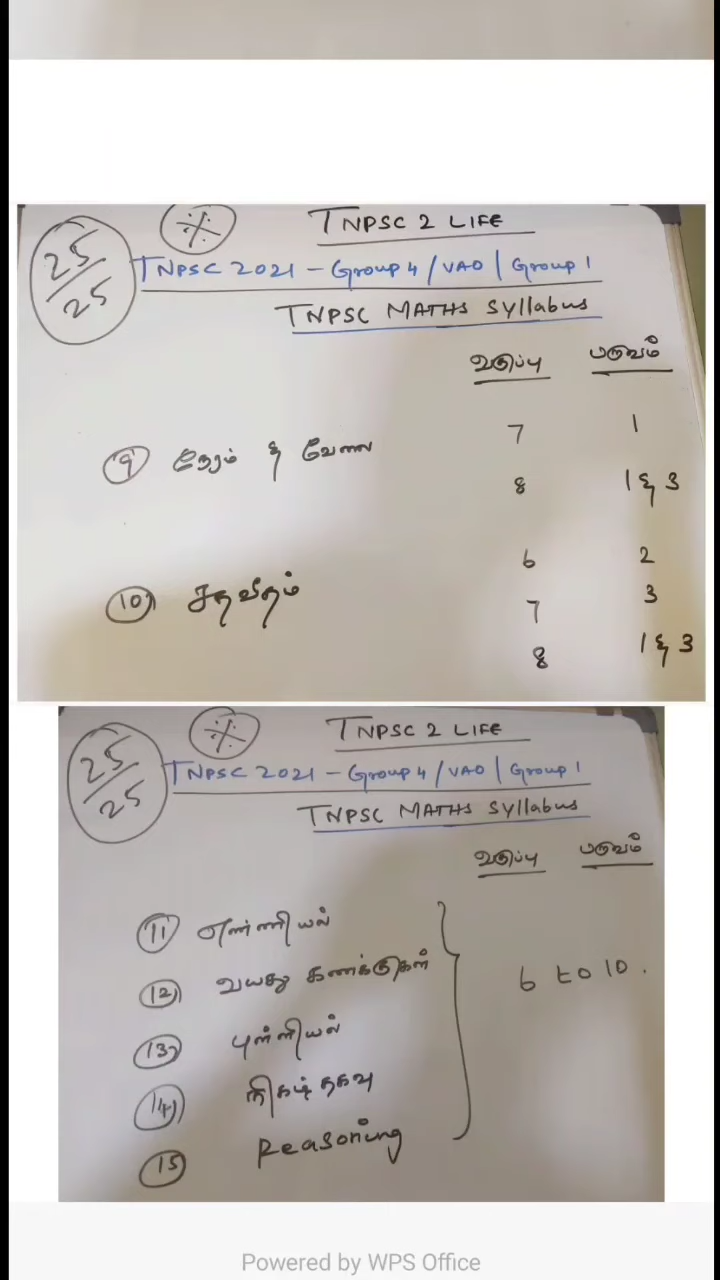 TNPSC 2 LIFE
25/25
TNPSC 2021 - Group 4 / VAO | Group 1
TNPSC MATHS Syllabus
வகுப்பு பருவம்
9 நேரம் & வேலை 7 1
8 1 & 3
10 சதவீதம் 6 2
7 3
8 1 & 3
TNPSC 2 LIFE
25/25
TNPSC 2021 - Group 4 / VAO | Group 1
TNPSC MATHS Syllabus
வகுப்பு பருவம்
11 எண்ணியல்
12 வயது கணக்குகள் 6 to 10.
13 புள்ளியல்
14 நிகழ்தகவு
15 Reasoning
Powered by WPS Office